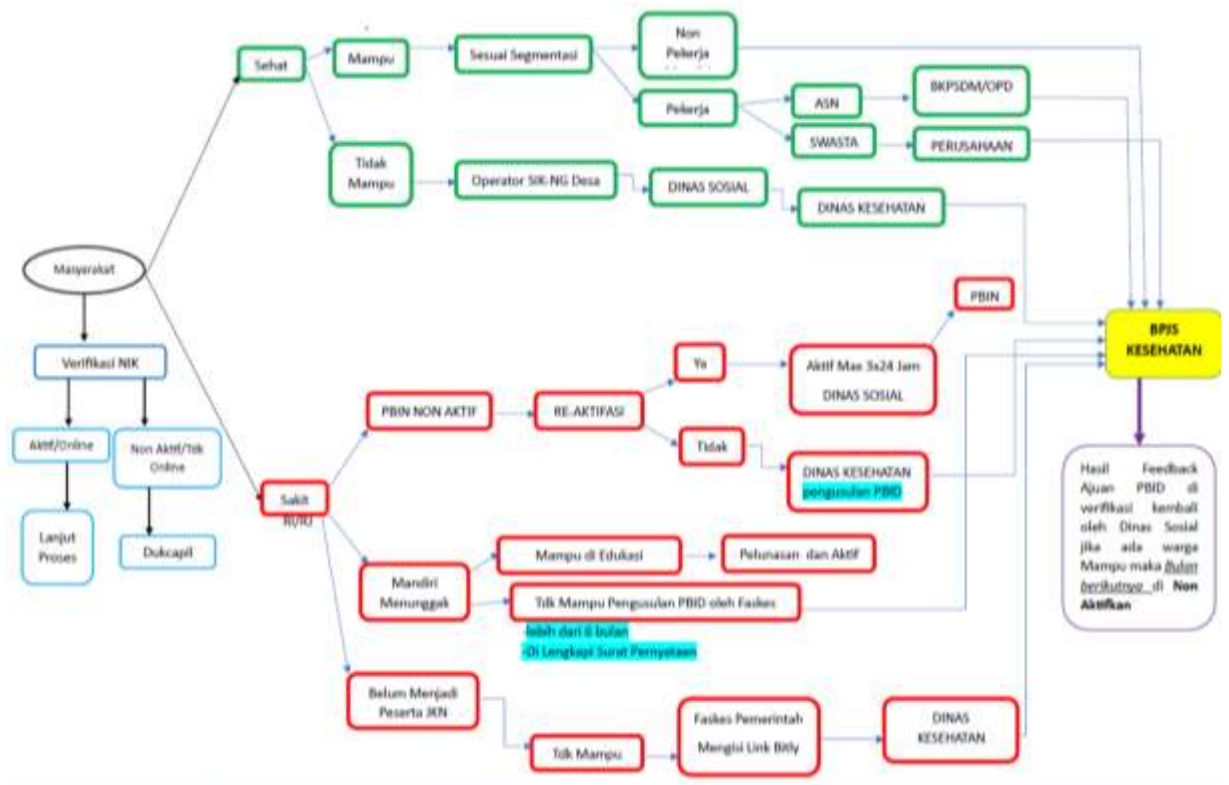 Sehat
Mampu
Sesuai Segmentasi
Non
Pekerja
Pekerja
ASN
BKPSDM/OPD
SWASTA
PERUSAHAAN
Tidak
Mampu
Operator SIK-NG Desa
DINAS SOSIAL
DINAS KESEHATAN
Masyarakat
Verifikasi NIK
Aktif/Online
Non Aktif/Tdk
Online
Lanjut
Proses
Dukcapil
PBIN
BPJS
KESEHATAN
Ya
Aktif Max 3x24 Jam
DINAS SOSIAL
PBIN NON AKTIF
RE-AKTIFASI
Tidak
DINAS KESEHATAN
pengusulan PBID
Sakit
RI/RJ
Mampu di Edukasi
Pelunasan dan Aktif
Mandiri
Menunggak
Tdk Mampu Pengusulan PBID oleh Faskes
-lebih dari 6 bulan
-Di Lengkapi Surat Pernyataan
Hasil Feedback
Ajuan PBID di
verifikasi kembali
oleh Dinas Sosial
jika ada warga
Mampu maka Bulan
berikutnya di Non
Aktifkan
Belum Menjadi
Peserta JKN
Tdk Mampu
Faskes Pemerintah
Mengisi Link Bitly
DINAS
KESEHATAN